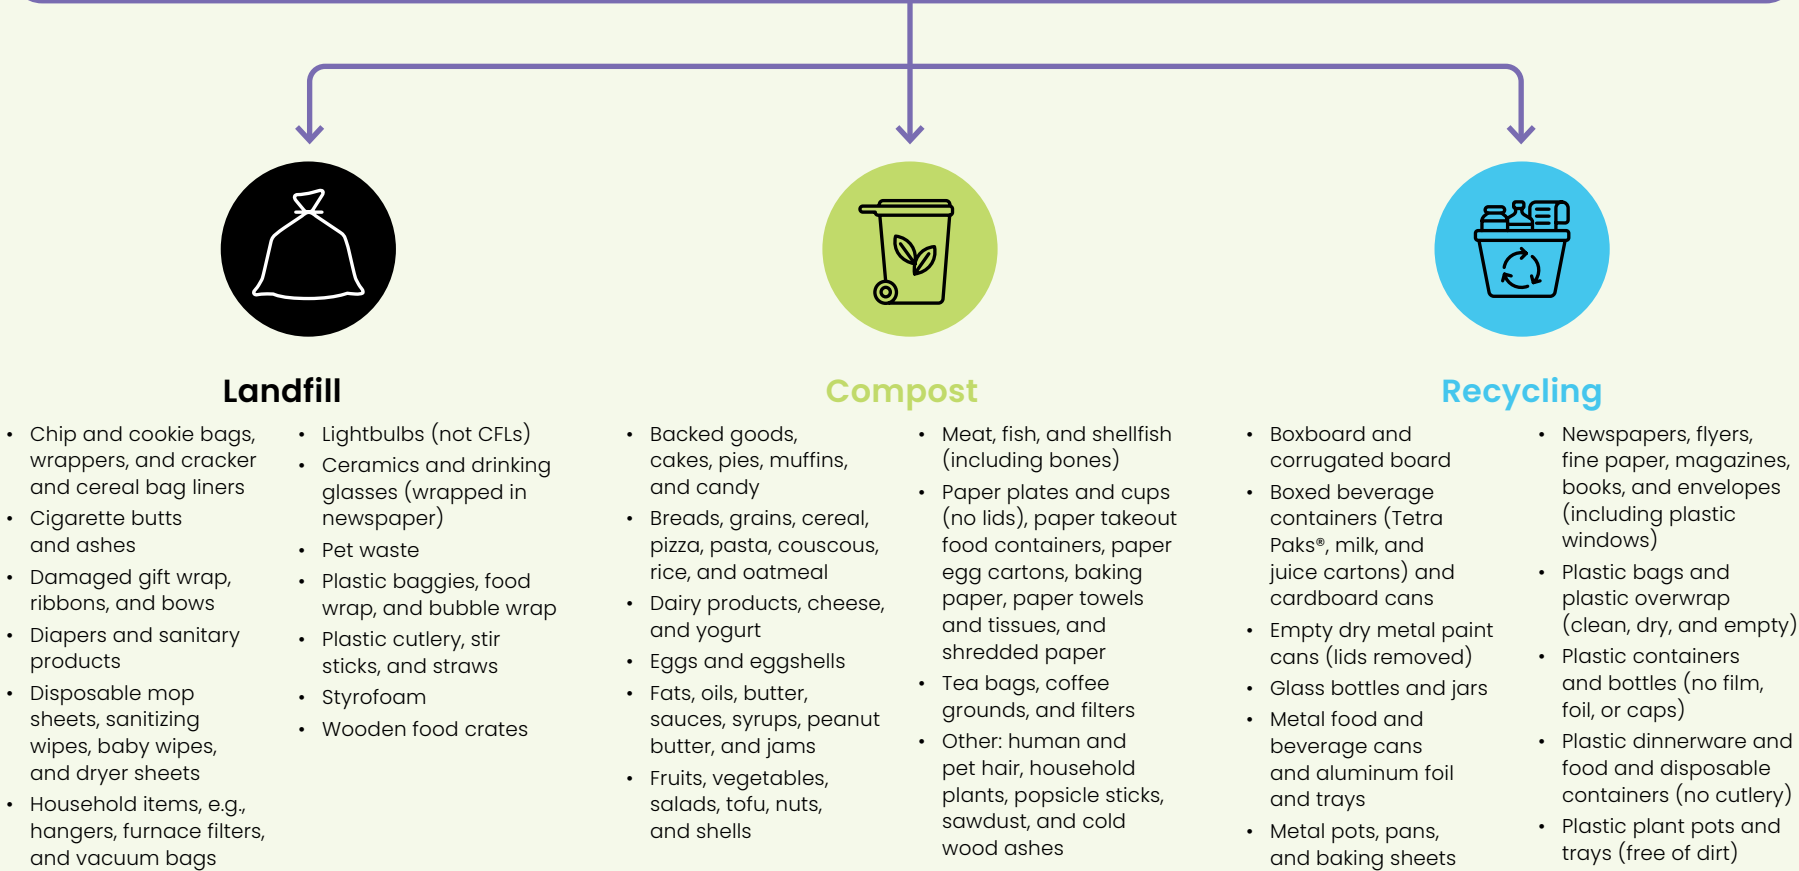 Landfill
• Chip and cookie bags,
wrappers, and cracker
and cereal bag liners
• Cigarette butts
and ashes
• Damaged gift wrap,
ribbons, and bows
• Diapers and sanitary
products
• Disposable mop
sheets, sanitizing
wipes, baby wipes,
and dryer sheets
• Household items, e.g.,
hangers, furnace filters,
and vacuum bags
• Lightbulbs (not CFLs)
• Ceramics and drinking
glasses (wrapped in
newspaper)
• Pet waste
• Plastic baggies, food
wrap, and bubble wrap
• Plastic cutlery, stir
sticks, and straws
• Styrofoam
• Wooden food crates
Compost
• Backed goods,
cakes, pies, muffins,
and candy
• Breads, grains, cereal,
pizza, pasta, couscous,
rice, and oatmeal
• Dairy products, cheese,
and yogurt
• Eggs and eggshells
• Fats, oils, butter,
sauces, syrups, peanut
butter, and jams
• Fruits, vegetables,
salads, tofu, nuts,
and shells
• Meat, fish, and shellfish
(including bones)
• Paper plates and cups
(no lids), paper takeout
food containers, paper
egg cartons, baking
paper, paper towels
and tissues, and
shredded paper
• Tea bags, coffee
grounds, and filters
• Other: human and
pet hair, household
plants, popsicle sticks,
sawdust, and cold
wood ashes
Recycling
• Boxboard and
corrugated board
• Boxed beverage
containers (Tetra
Paks®, milk, and
juice cartons) and
cardboard cans
• Empty dry metal paint
cans (lids removed)
• Glass bottles and jars
• Metal food and
beverage cans
and aluminum foil
and trays
• Metal pots, pans,
and baking sheets
• Newspapers, flyers,
fine paper, magazines,
books, and envelopes
(including plastic
windows)
• Plastic bags and
plastic overwrap
(clean, dry, and empty)
• Plastic containers
and bottles (no film,
foil, or caps)
• Plastic dinnerware and
food and disposable
containers (no cutlery)
• Plastic plant pots and
trays (free of dirt)